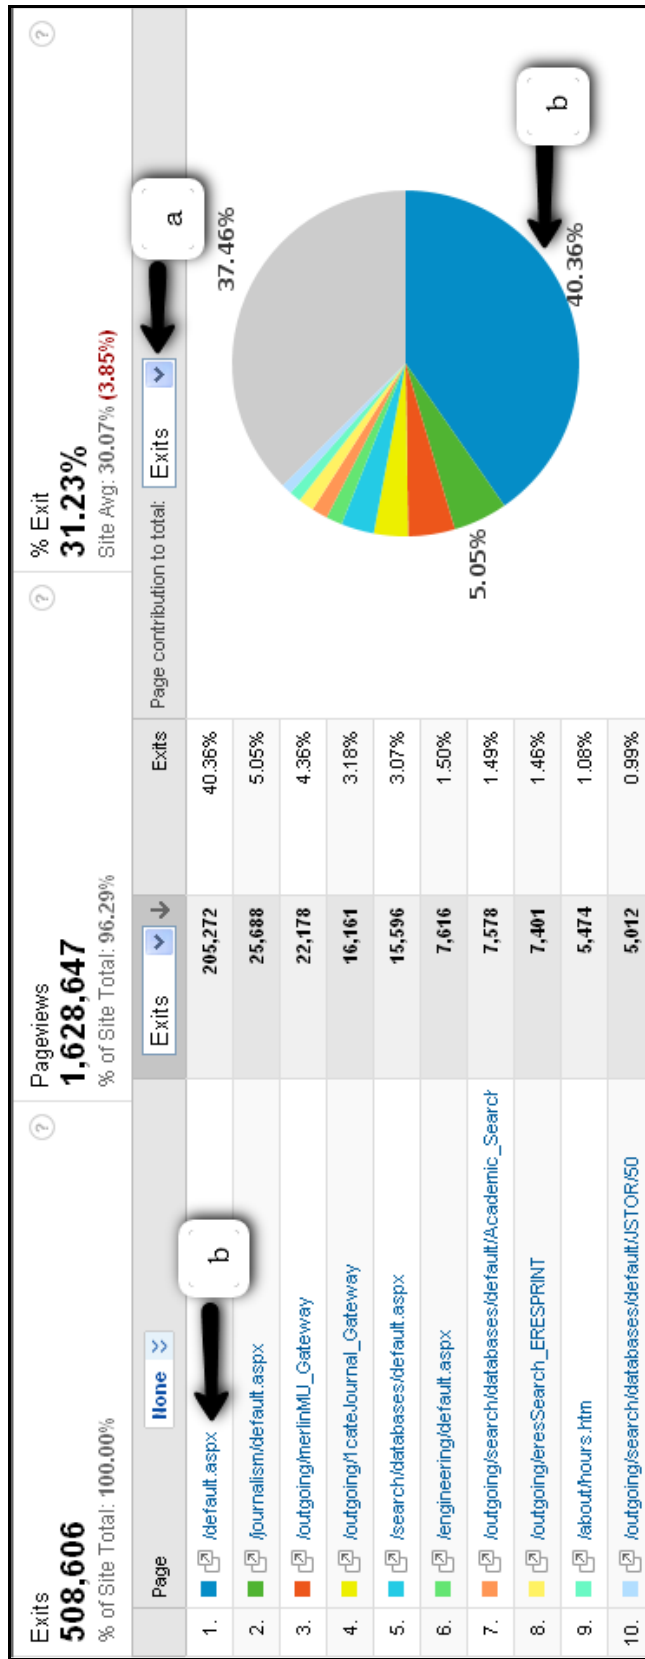 Exits
508,606
% of Site Total: 100.00%
Pageviews
1,628,647
% of Site Total: 96.29%
% Exit
31.23%
Site Avg: 30.07% (3.85%)
Page None Exits Exits Page contribution to total: Exits
a
1. /default.aspx 205,272 40.36%
2. /journalism/default.aspx 25,688 5.05%
3. /outgoing/merlinMU_Gateway 22,178 4.36%
4. /outgoing/1cateJournal_Gateway 16,161 3.18%
5. /search/databases/default.aspx 15,596 3.07%
6. /engineering/default.aspx 7,616 1.50%
7. /outgoing/search/databases/default/Academic_Search 7,578 1.49%
8. /outgoing/eresSearch_ERESPRINT 7,401 1.46%
9. /about/hours.htm 5,474 1.08%
10. /outgoing/search/databases/default/JSTOR/50 5,012 0.99%
b
37.46%
5.05%
40.36%
b